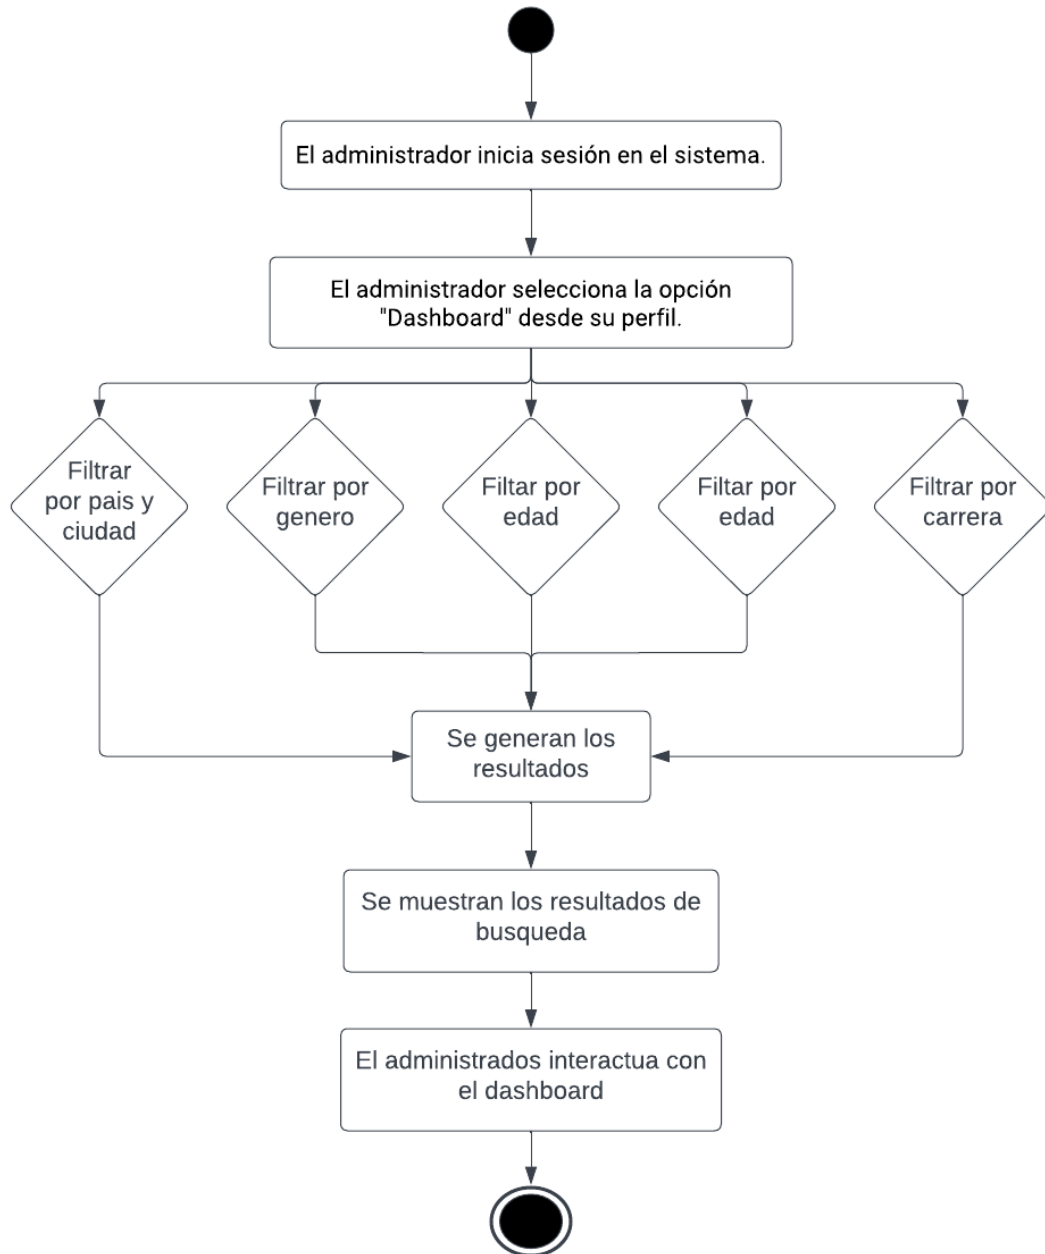 El administrador inicia sesión en el sistema.
El administrador selecciona la opción
"Dashboard" desde su perfil.
Filtrar
por pais y
ciudad
Filtrar por
genero
Filtar por
edad
Filtar por
edad
Filtrar por
carrera
Se generan los
resultados
Se muestran los resultados de
busqueda
El administrados interactua con
el dashboard